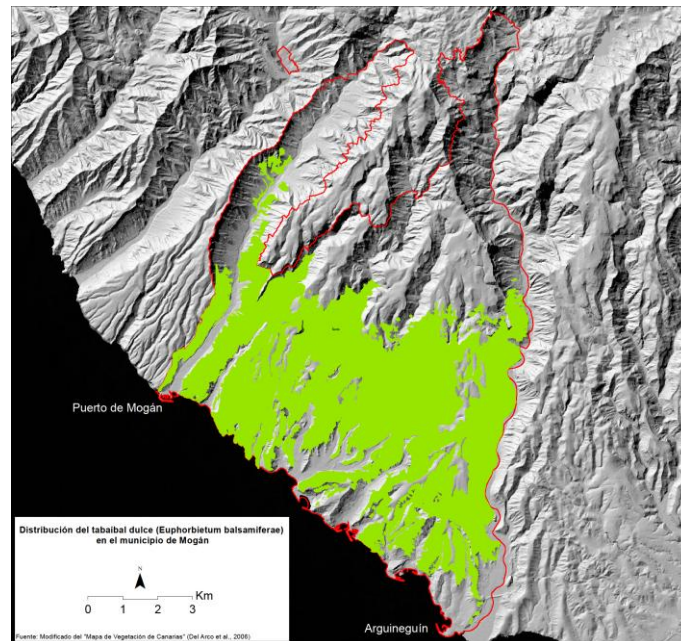 Puerto de Mogán
Distribución del tabaibal dulce (Euphorbietum balsamiferae)
en el municipio de Mogán
N
Km
0 1 2 3
Fuente: Modificado del "Mapa de Vegetación de Canarias" (Del Arco et al., 2006)
Arguineguín